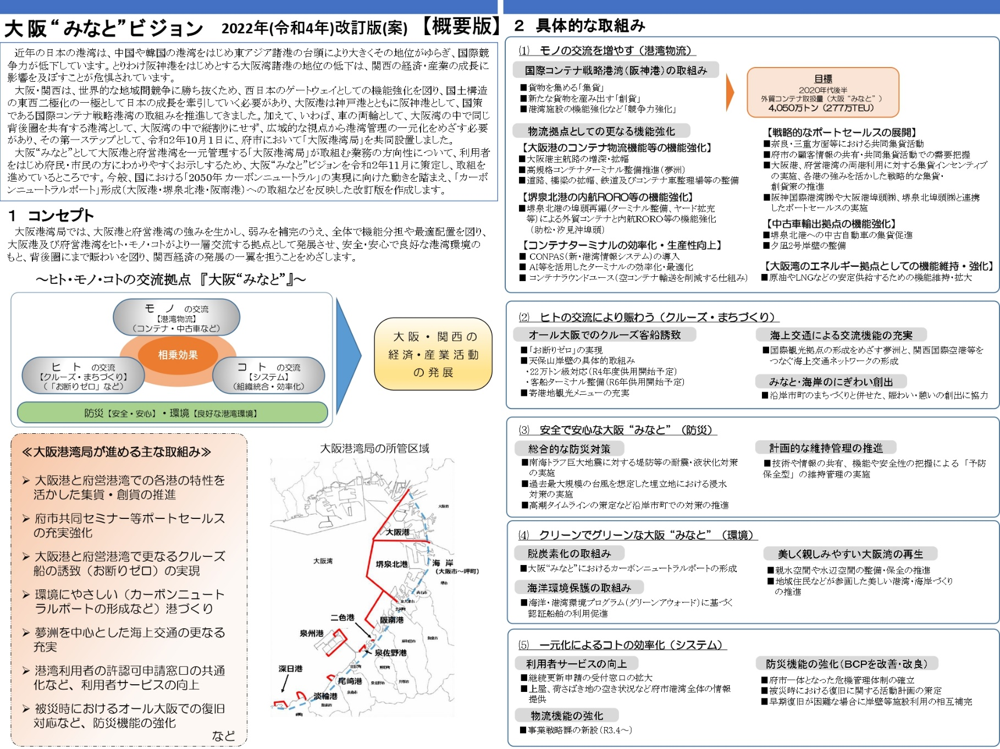 大阪“みなと”ビジョン 2022年(令和4年)改訂版(案) 【概要版】
近年の日本の港湾は、中国や韓国の港湾をはじめ東アジア諸港の台頭により大きくその地位がゆらぎ、国際競
争力が低下しています。とりわけ阪神港をはじめとする大阪湾諸港の地位の低下は、関西の経済・産業の成長に
影響を及ぼすことが危惧されています。
大阪・関西は、世界的な地域間競争に勝ち抜くため、西日本のゲートウェイとしての機能強化を図り、国土構造
の東西二極化の一極として日本の成長を牽引していく必要があり、大阪港は神戸港とともに阪神港として、国策
である国際コンテナ戦略港湾の取組みを推進してきました。加えて、いわば、車の両輪として、大阪湾の中で同じ
背後圏を共有する港湾として、大阪湾の中で縦割りにせず、広域的な視点から港湾管理の一元化をめざす必要
があり、その第一ステップとして、令和2年10月1日に、府市において「大阪港湾局」を共同設置しました。
大阪“みなと”として大阪港と府営港湾を一元管理する「大阪港湾局」が取組む業務の方向性について、利用者
をはじめ府民・市民の方にわかりやすくお示しするため、大阪“みなと”ビジョンを令和2年11月に策定し、取組を
進めているところです。今般、国における「2050年 カーボンニュートラル」の実現に向けた動きを踏まえ、「カーボ
ンニュートラルポート」形成(大阪港・堺泉北港・阪南港)への取組などを反映した改訂版を作成します。
1 コンセプト
大阪港湾局では、大阪港と府営港湾の強みを生かし、弱みを補完のうえ、全体で機能分担や最適配置を図り、
大阪港及び府営港湾をヒト・モノ・コトがより一層交流する拠点として発展させ、安全・安心で良好な港湾環境の
もと、背後圏にまで賑わいを図り、関西経済の発展の一翼を担うことをめざします。
～ヒト・モノ・コトの交流拠点『大阪“みなと”』～
モ ノ の交流
【港湾物流】
(コンテナ・中古車など)
相乗効果
ヒ ト の交流
【クルーズ・まちづくり】
(「お断りゼロ」など)
コ ト の交流
【システム】
(組織統合・効率化)
防災【安全・安心】・環境【良好な港湾環境】
大阪・関西の
経済・産業活動
の発展
≪大阪港湾局が進める主な取組み≫
➢ 大阪港と府営港湾での各港の特性を
活かした集貨・創貨の推進
➢ 府市共同セミナー等ポートセールス
の充実強化
➢ 大阪港と府営港湾で更なるクルーズ
船の誘致(お断りゼロ)の実現
➢ 環境にやさしい(カーボンニュート
ラルポートの形成など)港づくり
➢ 夢洲を中心とした海上交通の更なる
充実
➢ 港湾利用者の許認可申請窓口の共通
化など、利用者サービスの向上
➢ 被災時におけるオール大阪での復旧
対応など、防災機能の強化
など
大阪港湾局の所管区域
大阪市
大阪港
大阪湾
堺泉北港
海 岸
(大阪市～岬町)
堺市
高石市
泉大津市
忠岡町
二色港
阪南港
泉州港
岸和田市
和泉市
泉佐野港
深日港
田尻町
熊取町
尾崎港
泉佐野市
貝塚市
泉南市
淡輪港
阪南市
岬町
2 具体的な取組み
(1) モノの交流を増やす(港湾物流)
国際コンテナ戦略港湾(阪神港)の取組み
■貨物を集める「集貨」
■新たな貨物を産み出す「創貨」
■港湾施設の機能強化など「競争力強化」
目標
2020年代後半
外貿コンテナ取扱量(大阪“みなと”)
4,050万トン(277万TEU)
物流拠点としての更なる機能強化
【大阪港のコンテナ物流機能等の機能強化】
■大阪港主航路の増深・拡幅
■高規格コンテナターミナル整備推進(夢洲)
■道路、橋梁の拡幅、鉄道及びコンテナ車整理場等の整備
【堺泉北港の内航RORO等の機能強化】
■堺泉北港の埠頭再編(ターミナル整備、ヤード拡充
等)による外貿コンテナと内航RORO等の機能強化
(助松・汐見沖埠頭)
【コンテナターミナルの効率化・生産性向上】
■ CONPAS(新・港湾情報システム)の導入
■ AI等を活用したターミナルの効率化・最適化
■ コンテナラウンドユース(空コンテナ輸送を削減する仕組み)
【戦略的なポートセールスの展開】
■奈良・三重方面等における共同集貨活動
■府市の顧客情報の共有・共同集貨活動での需要把握
■大阪港、府営港湾の両港利用に対する集貨インセンティブ
の実施、各港の強みを活かした戦略的な集貨・
創貨策の推進
■阪神国際港湾㈱や大阪港埠頭㈱、堺泉北埠頭㈱と連携
したポートセールスの実施
【中古車輸出拠点の機能強化】
■堺泉北港への中古自動車の集貨促進
■夕凪2号岸壁の整備
【大阪湾のエネルギー拠点としての機能維持・強化】
■原油やLNGなどの安定供給するための機能維持・拡大
(2) ヒトの交流により賑わう(クルーズ・まちづくり)
オール大阪でのクルーズ客船誘致
■「お断りゼロ」の実現
■天保山岸壁の具体的取組み
・22万トン級対応(R4年度供用開始予定)
・客船ターミナル整備(R6年供用開始予定)
■寄港地観光メニューの充実
海上交通による交流機能の充実
■国際観光拠点の形成をめざす夢洲と、関西国際空港等を
つなぐ海上交通ネットワークの形成
みなと・海岸のにぎわい創出
■沿岸市町のまちづくりと併せた、賑わい・憩いの創出に協力
(3) 安全で安心な大阪“みなと”(防災)
総合的な防災対策
■南海トラフ巨大地震に対する堤防等の耐震・液状化対策
の実施
■過去最大規模の台風を想定した埋立地における浸水
対策の実施
■高潮タイムラインの策定など沿岸市町での対策の推進
計画的な維持管理の推進
■技術や情報の共有、機能や安全性の把握による「予防
保全型」の維持管理の実施
(4) クリーンでグリーンな大阪“みなと”(環境)
脱炭素化の取組み
■大阪“みなと”におけるカーボンニュートラルポートの形成
海洋環境保護の取組み
■海洋・港湾環境プログラム(グリーンアウォード)に基づく
認証船舶の利用促進
美しく親しみやすい大阪湾の再生
■親水空間や水辺空間の整備・保全の推進
■地域住民などが参画した美しい港湾・海岸づくり
の推進
(5) 一元化によるコトの効率化(システム)
利用者サービスの向上
■継続更新申請の受付窓口の拡大
■上屋、荷さばき地の空き状況など府市港湾全体の情報
提供
物流機能の強化
■事業戦略課の新設(R3.4～)
防災機能の強化(BCPを改善・改良)
■府市一体となった危機管理体制の確立
■被災時における復旧に関する活動計画の策定
■早期復旧が困難な場合に岸壁等施設利用の相互補完